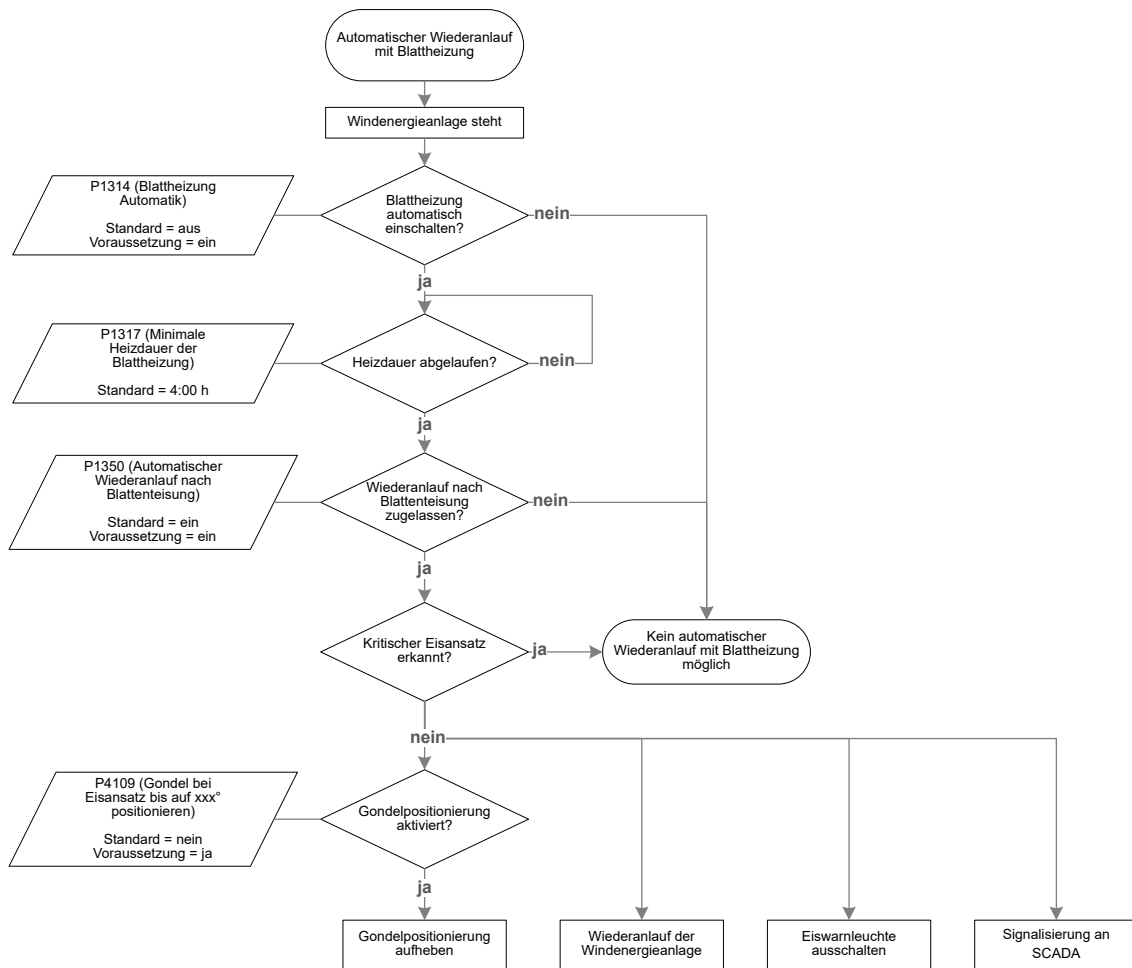 Automatischer Wiederanlauf
mit Blattheizung
Windenergieanlage steht
P1314 (Blattheizung
Automatik)
Standard = aus
Voraussetzung = ein
Blattheizung
automatisch
einschalten?
nein
ja
P1317 (Minimale
Heizdauer der
Blattheizung)
Standard = 4:00 h
Heizdauer abgelaufen?
nein
ja
P1350 (Automatischer
Wiederanlauf nach
Blattenteisung)
Standard = ein
Voraussetzung = ein
Wiederanlauf nach
Blattenteisung
zugelassen?
nein
ja
Kritischer Eisansatz
erkannt?
ja
Kein automatischer
Wiederanlauf mit Blattheizung
möglich
nein
P4109 (Gondel bei
Eisansatz bis auf xxx°
positionieren)
Standard = nein
Voraussetzung = ja
Gondelpositionierung
aktiviert?
ja
Gondelpositionierung
aufheben
Wiederanlauf der
Windenergieanlage
Eiswarnleuchte
ausschalten
Signalisierung an
SCADA